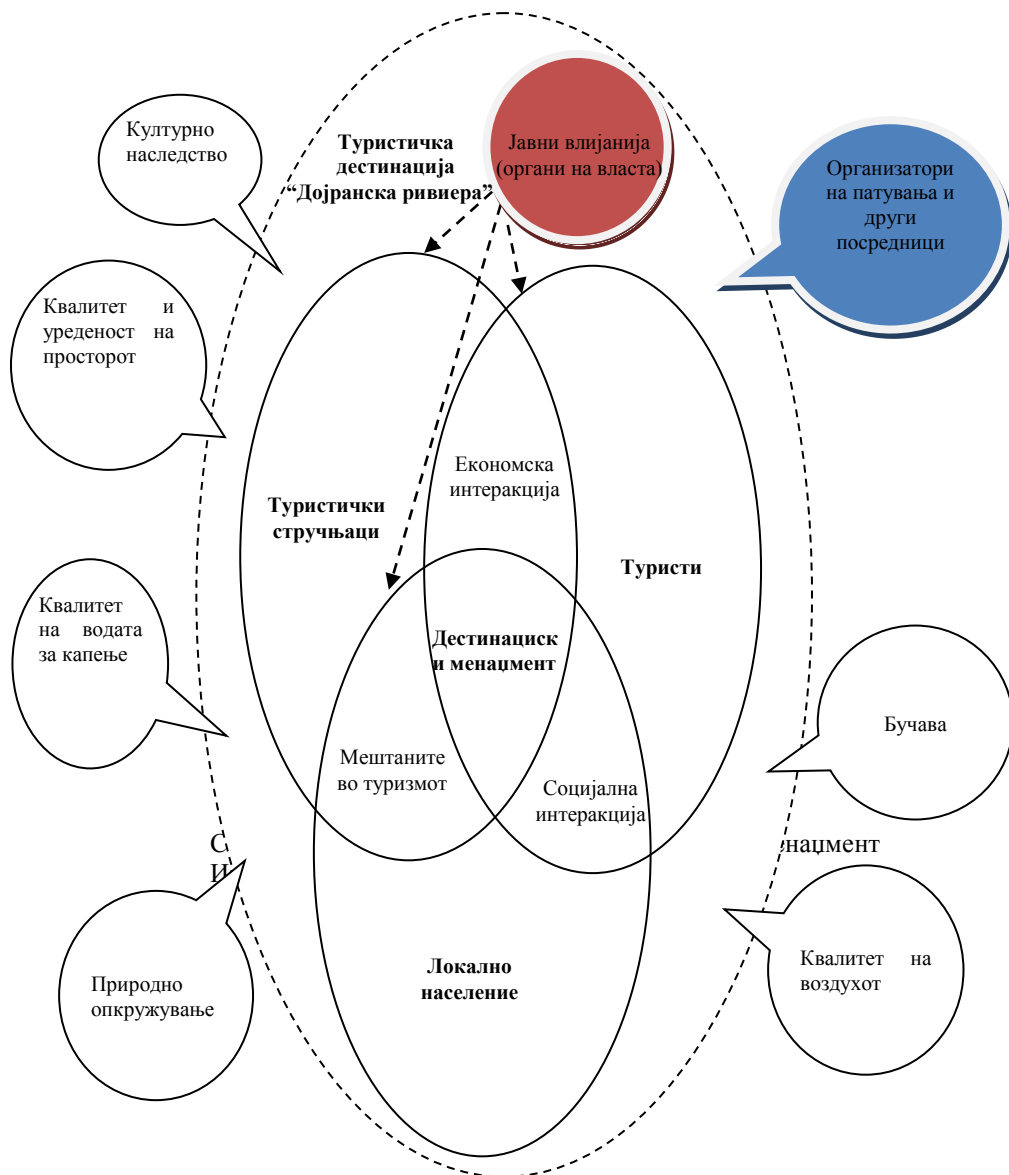 Културно
наследство
Туристичка
дестинација
“Дојранска ривиера”
Јавни влијанија
(органи на власта)
Организатори
на патувања и
други
посредници
Квалитет и
уреденост на
просторот
Економска
интеракција
Туристички
стручњаци
Туристи
Квалитет
на водата
за капење
Дестинациск
и менаџмент
Бучава
Мештаните
во туризмот
Социјална
интеракција
Природно
опкружување
Локално
население
Квалитет на
воздухот